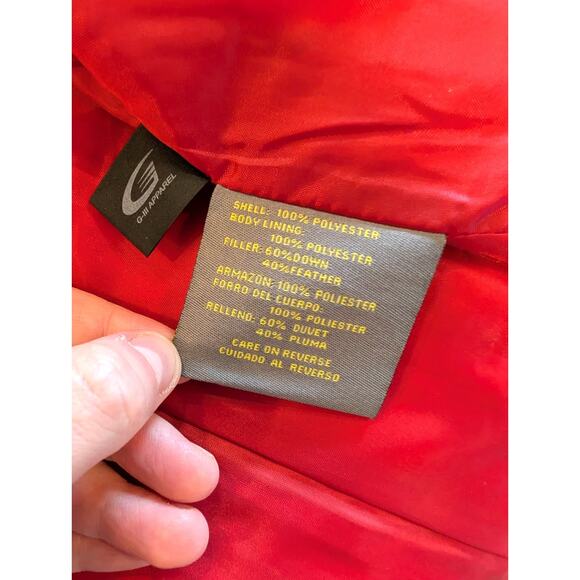 G-III APPAREL
SHELL: 100% POLYESTER
BODY LINING:
100% POLYESTER
FILLER: 60%DOWN
40%FEATHER
ARMAZON: 100% POLIESTER
FORRO DEL CUERPO:
100% POLIESTER
RELLENO: 60% DUVET
40% PLUMA
CARE ON REVERSE
CUIDADO AL REVERSO